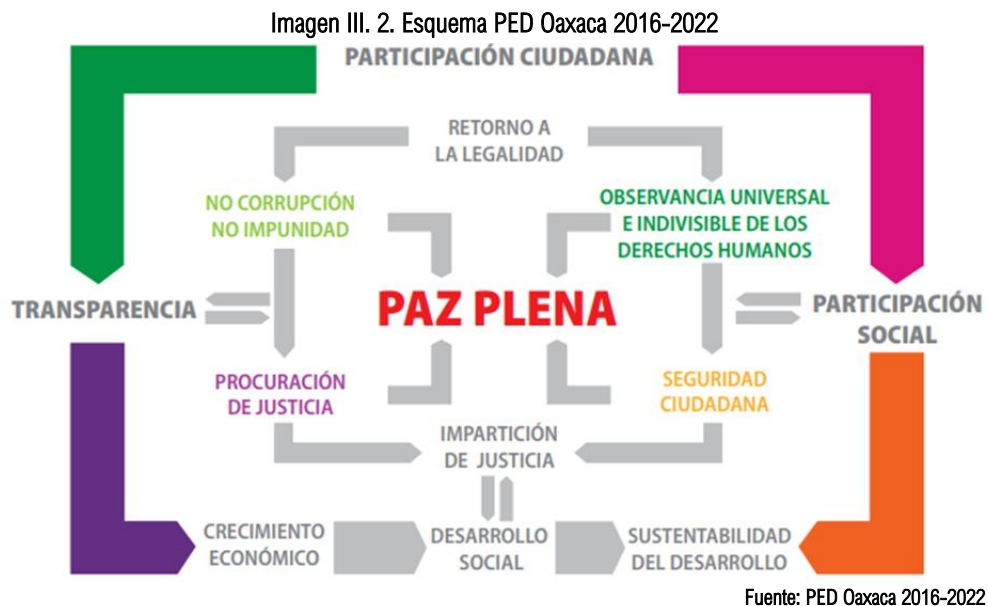 Imagen III. 2. Esquema PED Oaxaca 2016-2022
PARTICIPACIÓN CIUDADANA
RETORNO A
LA LEGALIDAD
NO CORRUPCIÓN
NO IMPUNIDAD
OBSERVANCIA UNIVERSAL
E INDIVISIBLE DE LOS
DERECHOS HUMANOS
TRANSPARENCIA
PAZ PLENA
PARTICIPACIÓN
SOCIAL
PROCURACIÓN
DE JUSTICIA
SEGURIDAD
CIUDADANA
IMPARTICIÓN
DE JUSTICIA
CRECIMIENTO
ECONÓMICO
DESARROLLO
SOCIAL
SUSTENTABILIDAD
DEL DESARROLLO
Fuente: PED Oaxaca 2016-2022